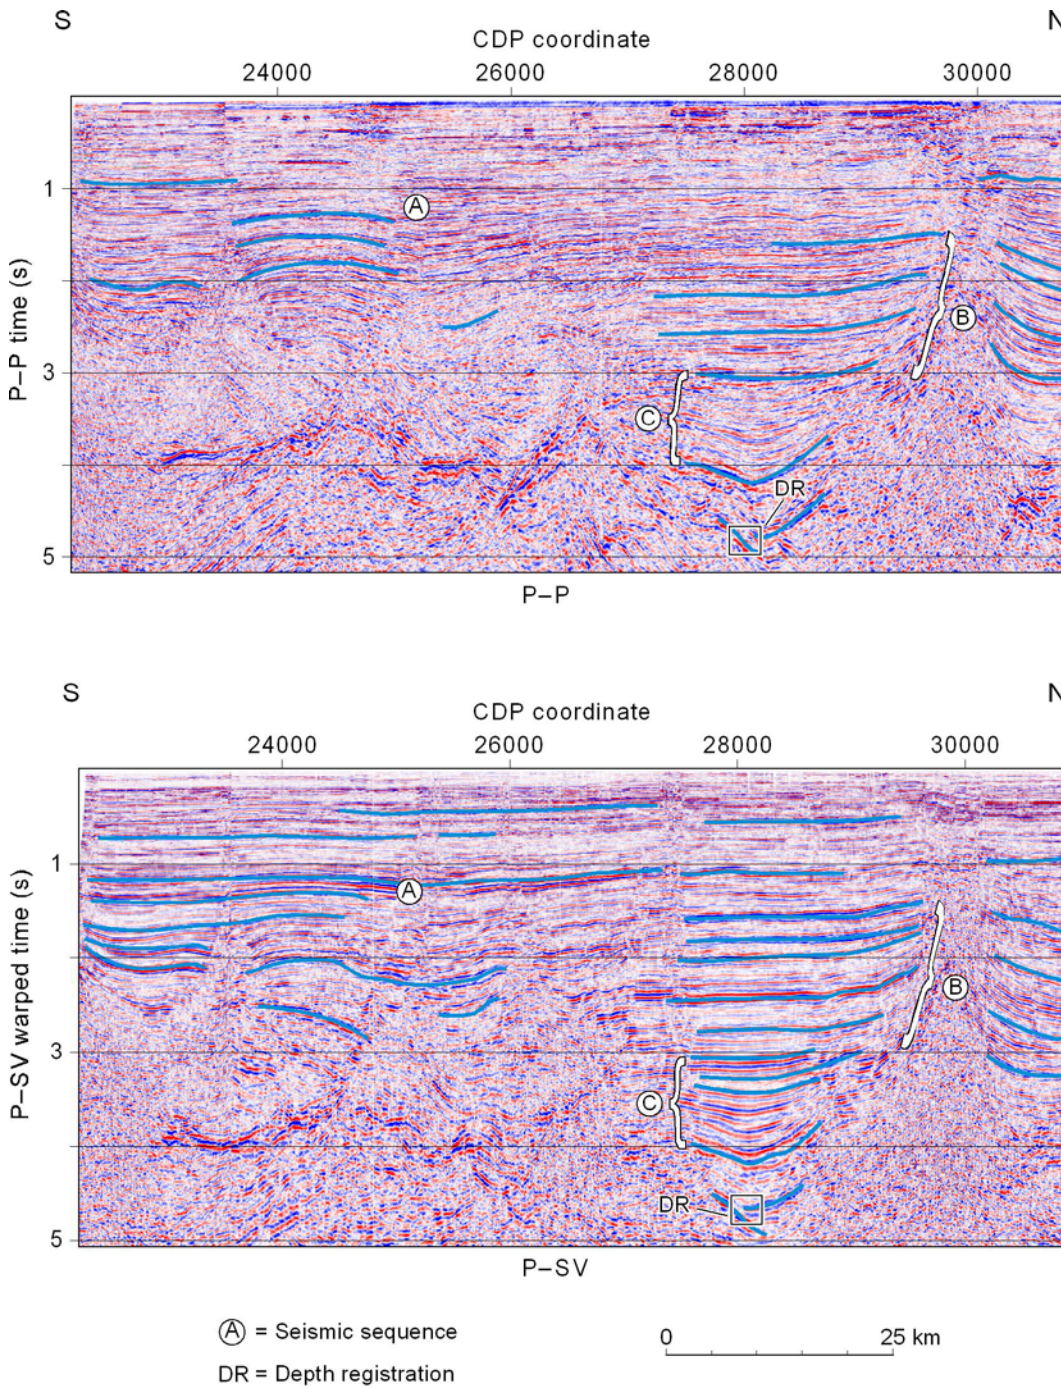 S
N
CDP coordinate
24000 26000 28000 30000
P–P time (s)
1
3
5
A
B
C
DR
P–P
S
N
CDP coordinate
24000 26000 28000 30000
P–SV warped time (s)
1
3
5
A
B
C
DR
P–SV
A = Seismic sequence
DR = Depth registration
0 25 km